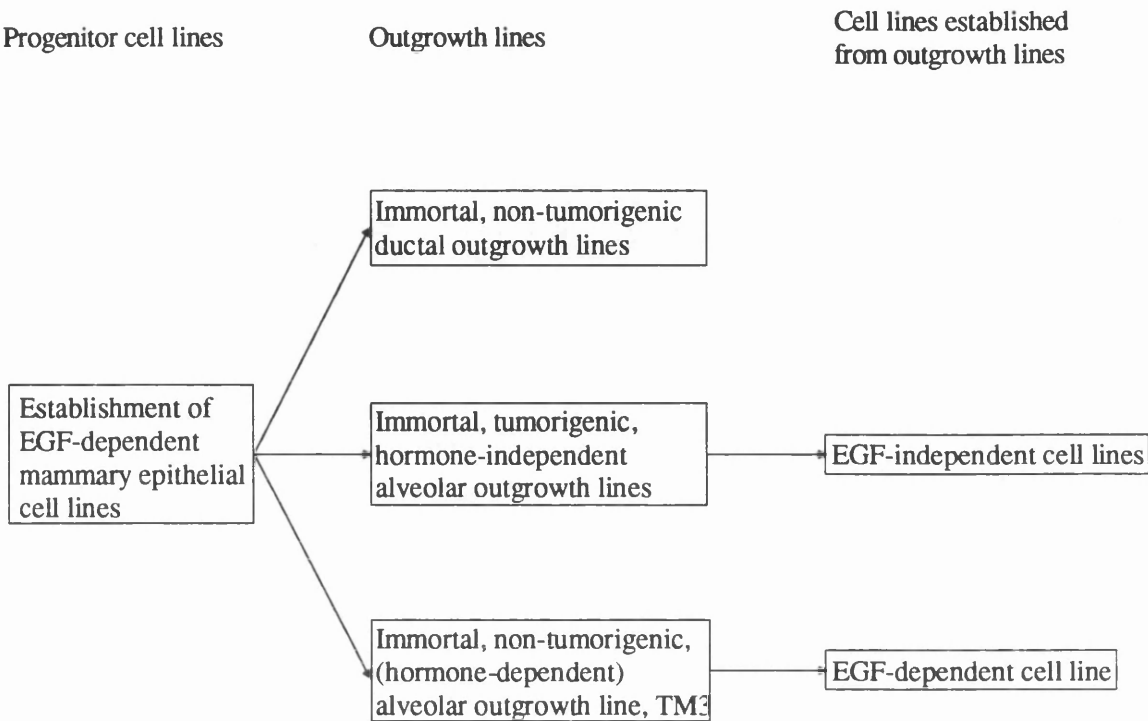 Progenitor cell lines
Outgrowth lines
Cell lines established
from outgrowth lines
Immortal, non-tumorigenic
ductal outgrowth lines
Establishment of
EGF-dependent
mammary epithelial
cell lines
Immortal, tumorigenic,
hormone-independent
alveolar outgrowth lines
EGF-independent cell lines
Immortal, non-tumorigenic,
(hormone-dependent)
alveolar outgrowth line, TM3
EGF-dependent cell line